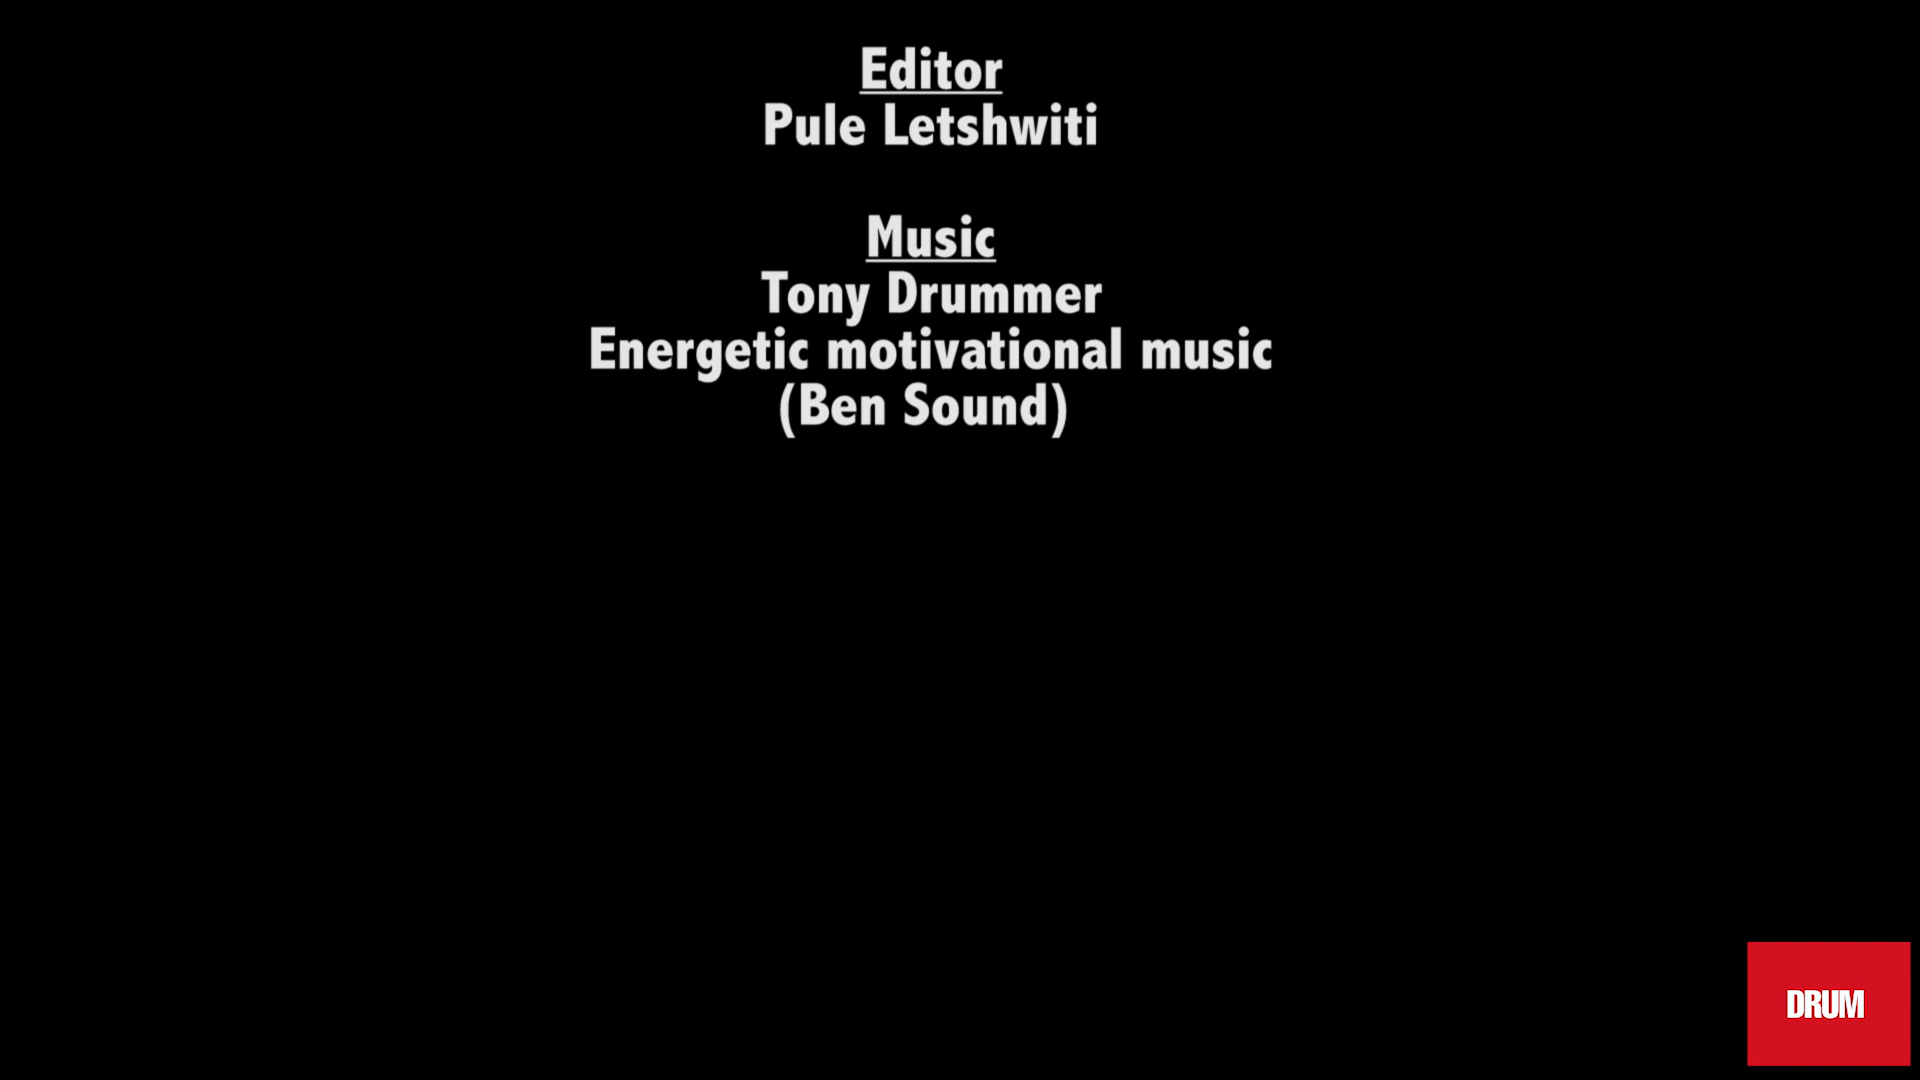 Editor
Pule Letshwiti
Music
Tony Drummer
Energetic motivational music
(Ben Sound)
DRUM